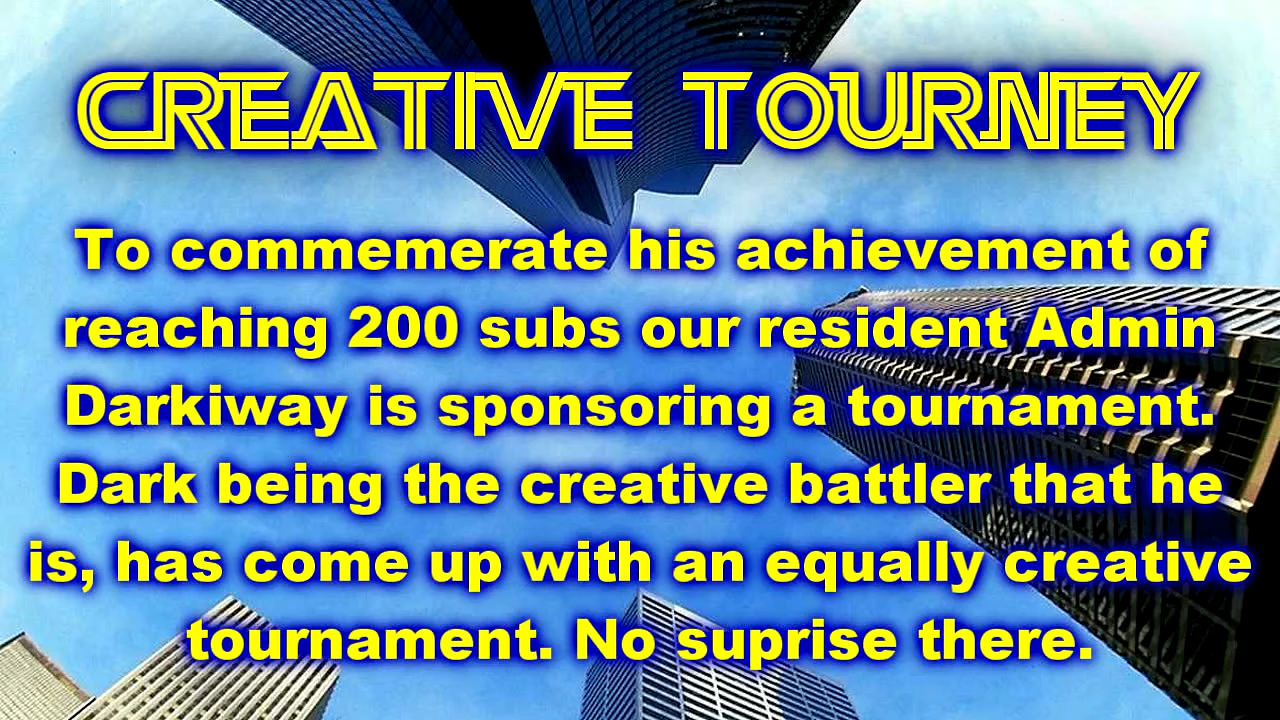 CREATIVE TOURNEY
To commemerate his achievement of
reaching 200 subs our resident Admin
Darkiway is sponsoring a tournament.
Dark being the creative battler that he
is, has come up with an equally creative
tournament. No suprise there.